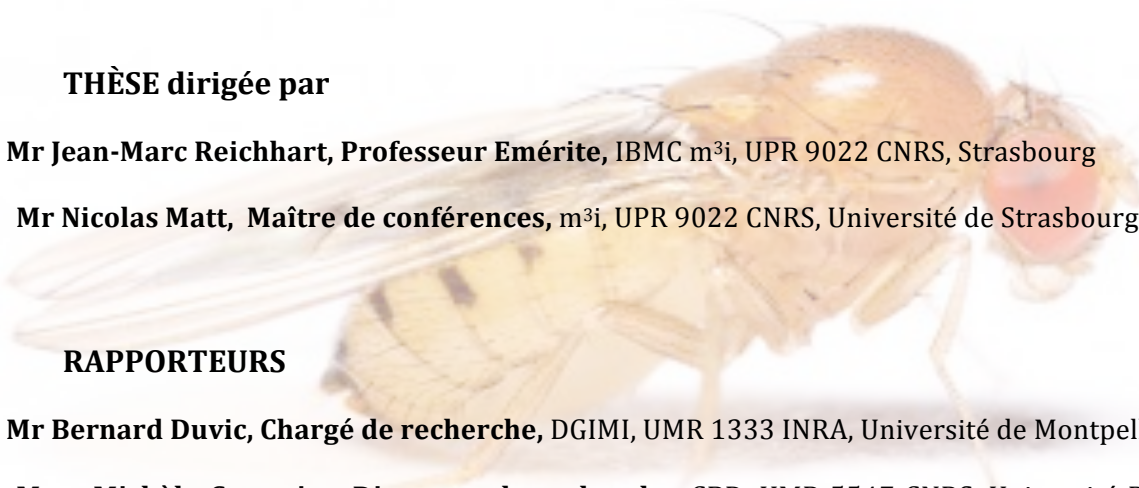 THÈSE dirigée par
Mr Jean-Marc Reichhart, Professeur Emérite, IBMC m³i, UPR 9022 CNRS, Strasbourg
Mr Nicolas Matt, Maître de conférences, m³i, UPR 9022 CNRS, Université de Strasbourg
RAPPORTEURS
Mr Bernard Duvic, Chargé de recherche, DGIMI, UMR 1333 INRA, Université de Montpel